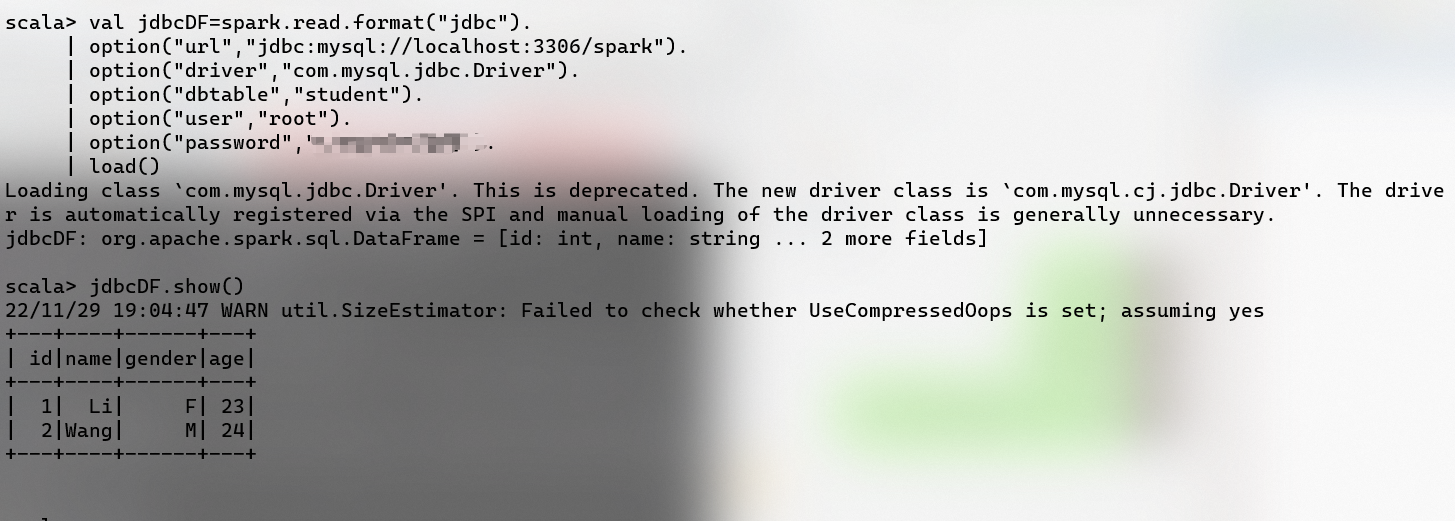 scala> val jdbcDF=spark.read.format("jdbc").
     | option("url","jdbc:mysql://localhost:3306/spark").
     | option("driver","com.mysql.jdbc.Driver").
     | option("dbtable","student").
     | option("user","root").
     | option("password",'
     | load()
Loading class `com.mysql.jdbc.Driver'. This is deprecated. The new driver class is `com.mysql.cj.jdbc.Driver'. The drive
r is automatically registered via the SPI and manual loading of the driver class is generally unnecessary.
jdbcDF: org.apache.spark.sql.DataFrame = [id: int, name: string ... 2 more fields]
scala> jdbcDF.show()
22/11/29 19:04:47 WARN util.SizeEstimator: Failed to check whether UseCompressedOops is set; assuming yes
+---+----+------+---+
| id|name|gender|age|
+---+----+------+---+
|  1|  Li|     F| 23|
|  2|Wang|     M| 24|
+---+----+------+---+